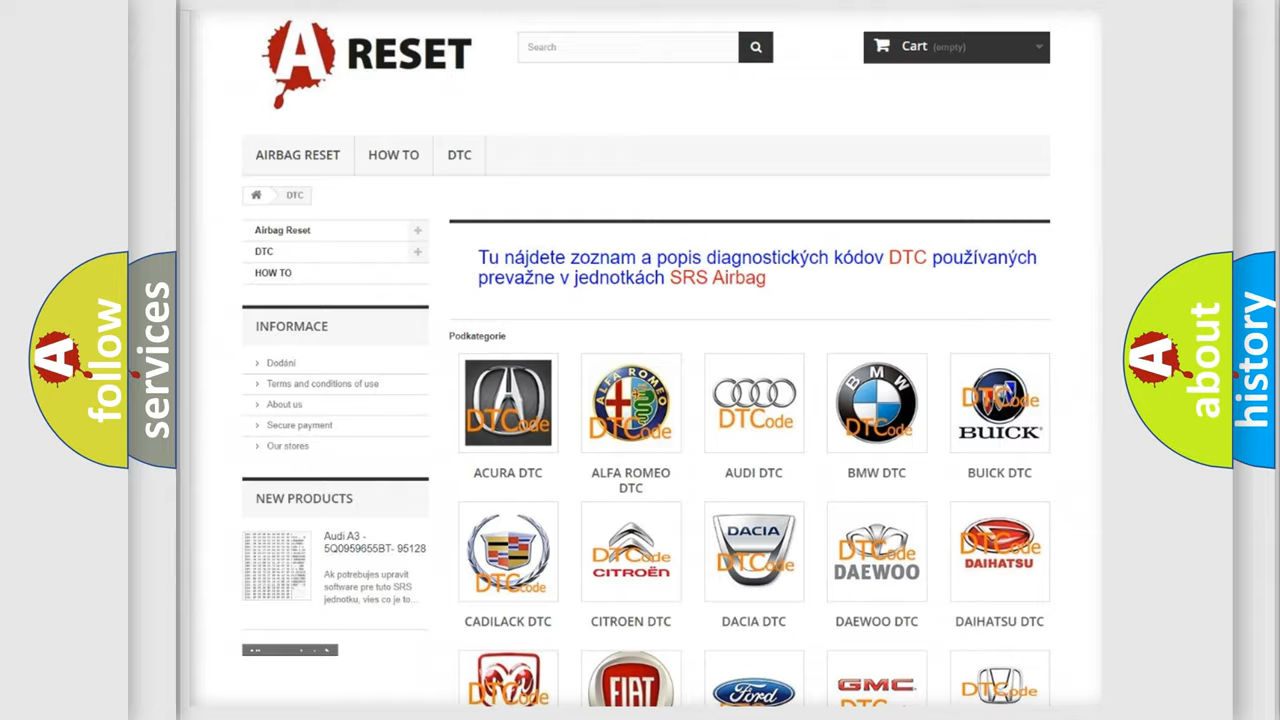 A RESET
Search
Cart (empty)
AIRBAG RESET
HOW TO
DTC
DTC
Airbag Reset
DTC
HOW TO
INFORMACE
Dodání
Terms and conditions of use
About us
Secure payment
Our stores
NEW PRODUCTS
Audi A3 -
5Q0959655BT- 95128
Ak potrebujes upravit
software pre tuto SRS
jednotku, vies co je to...
Tu nájdete zoznam a popis diagnostických kódov DTC používaných
prevažne v jednotkách SRS Airbag
Podkategorie
DTCode
ALFA ROMEO
DTCode
DTCode
BMW
DTCode
DTCode
BUICK
ACURA DTC
ALFA ROMEO
DTC
AUDI DTC
BMW DTC
BUICK DTC
DTCode
DTCode
CITROËN
DACIA
DTCode
DTCode
DAEWOO
DTCode
DAIHATSU
CADILACK DTC
CITROEN DTC
DACIA DTC
DAEWOO DTC
DAIHATSU DTC
DTCode
FIAT
Ford
GMC
DTCode
A follow
services
A about
history